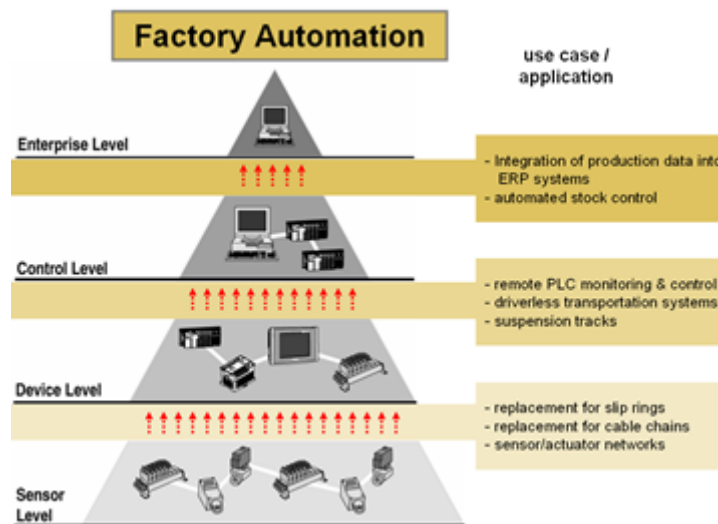 Factory Automation
use case /
application
Enterprise Level
- Integration of production data into
ERP systems
- automated stock control
Control Level
- remote PLC monitoring & control
- driverless transportation systems
- suspension tracks
Device Level
- replacement for slip rings
- replacement for cable chains
- sensor/actuator networks
Sensor
Level